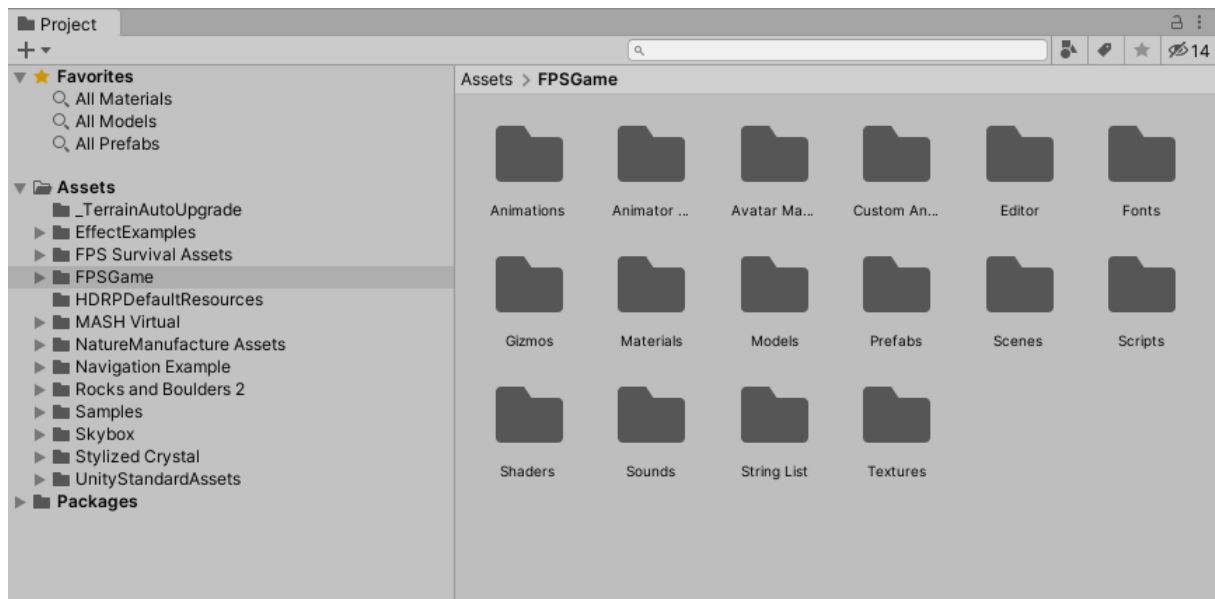 Project
14
Favorites
All Materials
All Models
All Prefabs
Assets
_TerrainAutoUpgrade
EffectExamples
FPS Survival Assets
FPSGame
HDRPDefaultResources
MASH Virtual
NatureManufacture Assets
Navigation Example
Rocks and Boulders 2
Samples
Skybox
Stylized Crystal
UnityStandardAssets
Packages
Assets > FPSGame
Animations Animator ... Avatar Ma... Custom An... Editor Fonts
Gizmos Materials Models Prefabs Scenes Scripts
Shaders Sounds String List Textures